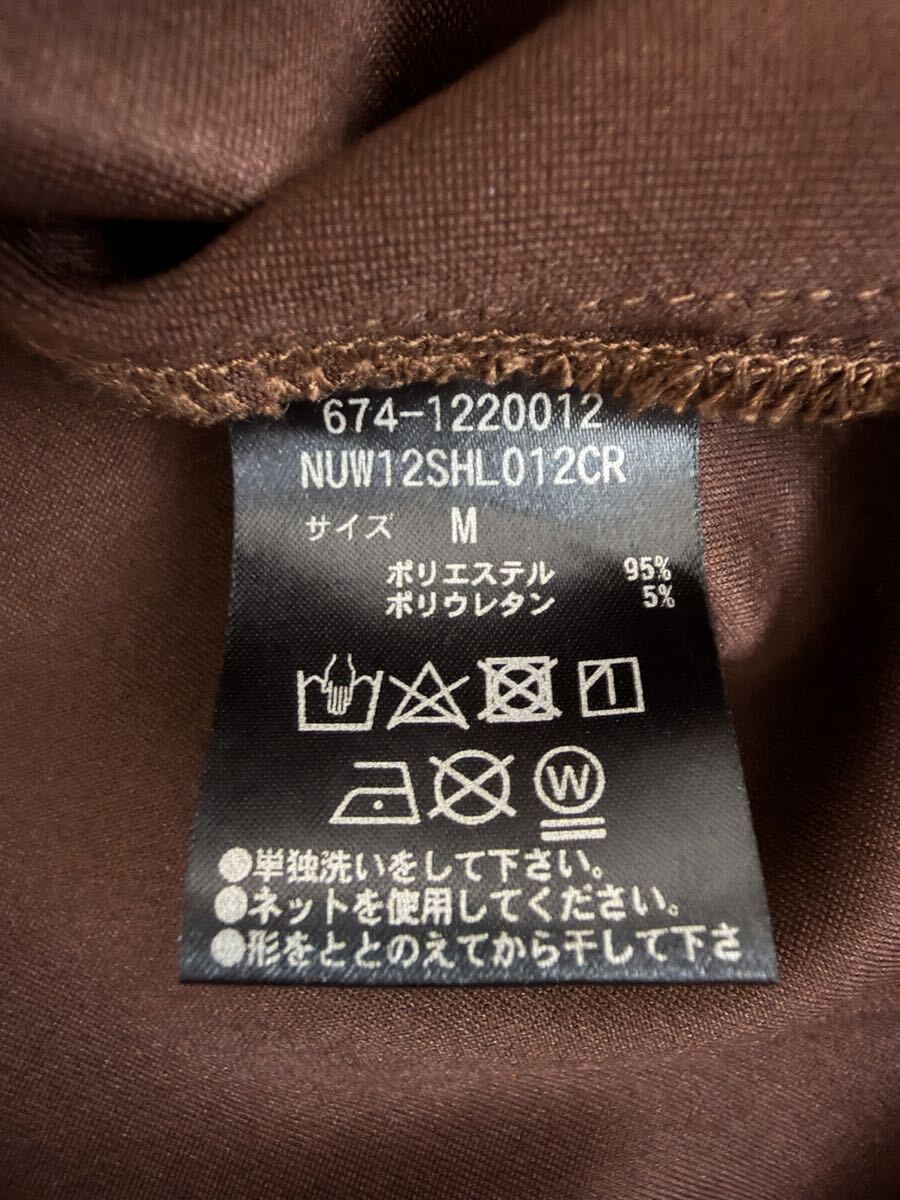 674-1220012
NUW12SHL012CR
サイズ M
ポリエステル 95%
ポリウレタン 5%
W
●単独洗いをして下さい。
●ネットを使用してください。
●形をととのえてから干して下さ